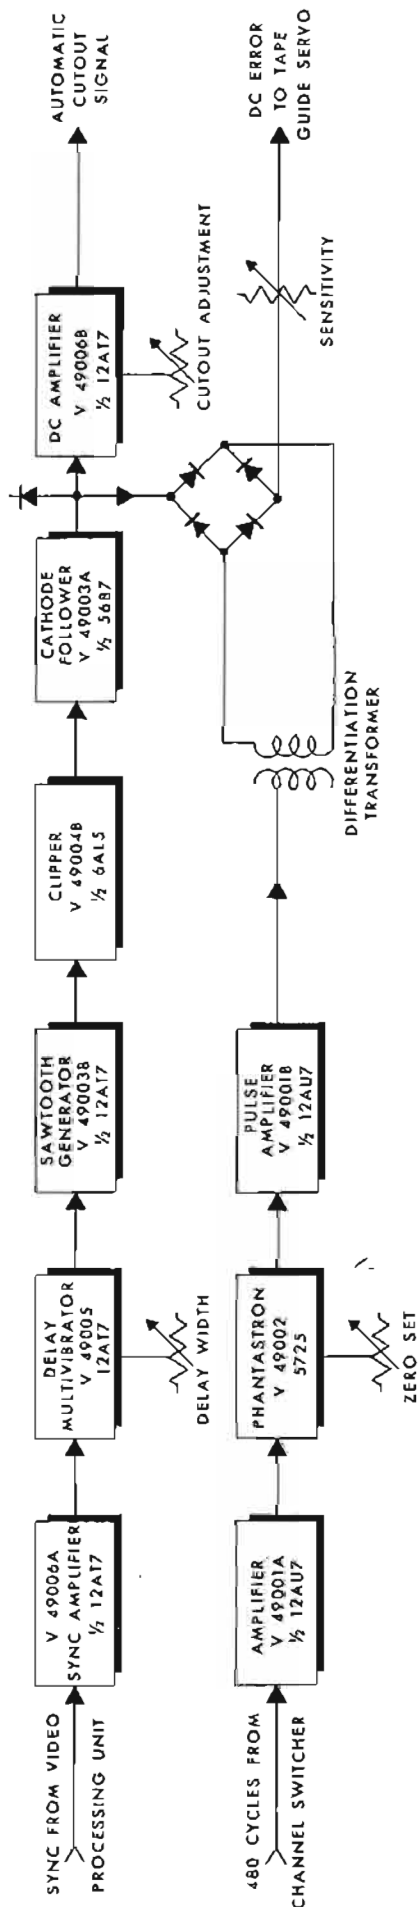 SYNC FROM VIDEO
PROCESSING UNIT
V 49006A
SYNC AMPLIFIER
½ 12AT7
DELAY
MULTIVIBRATOR
V 49005
12AT7
DELAY WIDTH
SAWTOOTH
GENERATOR
V 49003B
½ 12AT7
CLIPPER
V 49004B
½ 6AL5
CATHODE
FOLLOWER
V 49003A
½ 5687
DC AMPLIFIER
V 49006B
½ 12AT7
CUTOUT ADJUSTMENT
AUTOMATIC
CUTOUT
SIGNAL
480 CYCLES FROM
CHANNEL SWITCHER
AMPLIFIER
V 49001A
½ 12AU7
PHANTASTRON
V 49002
5725
ZERO SET
PULSE
AMPLIFIER
V 49001B
½ 12AU7
DIFFERENTIATION
TRANSFORMER
SENSITIVITY
DC ERROR
TO TAPE
GUIDE SERVO